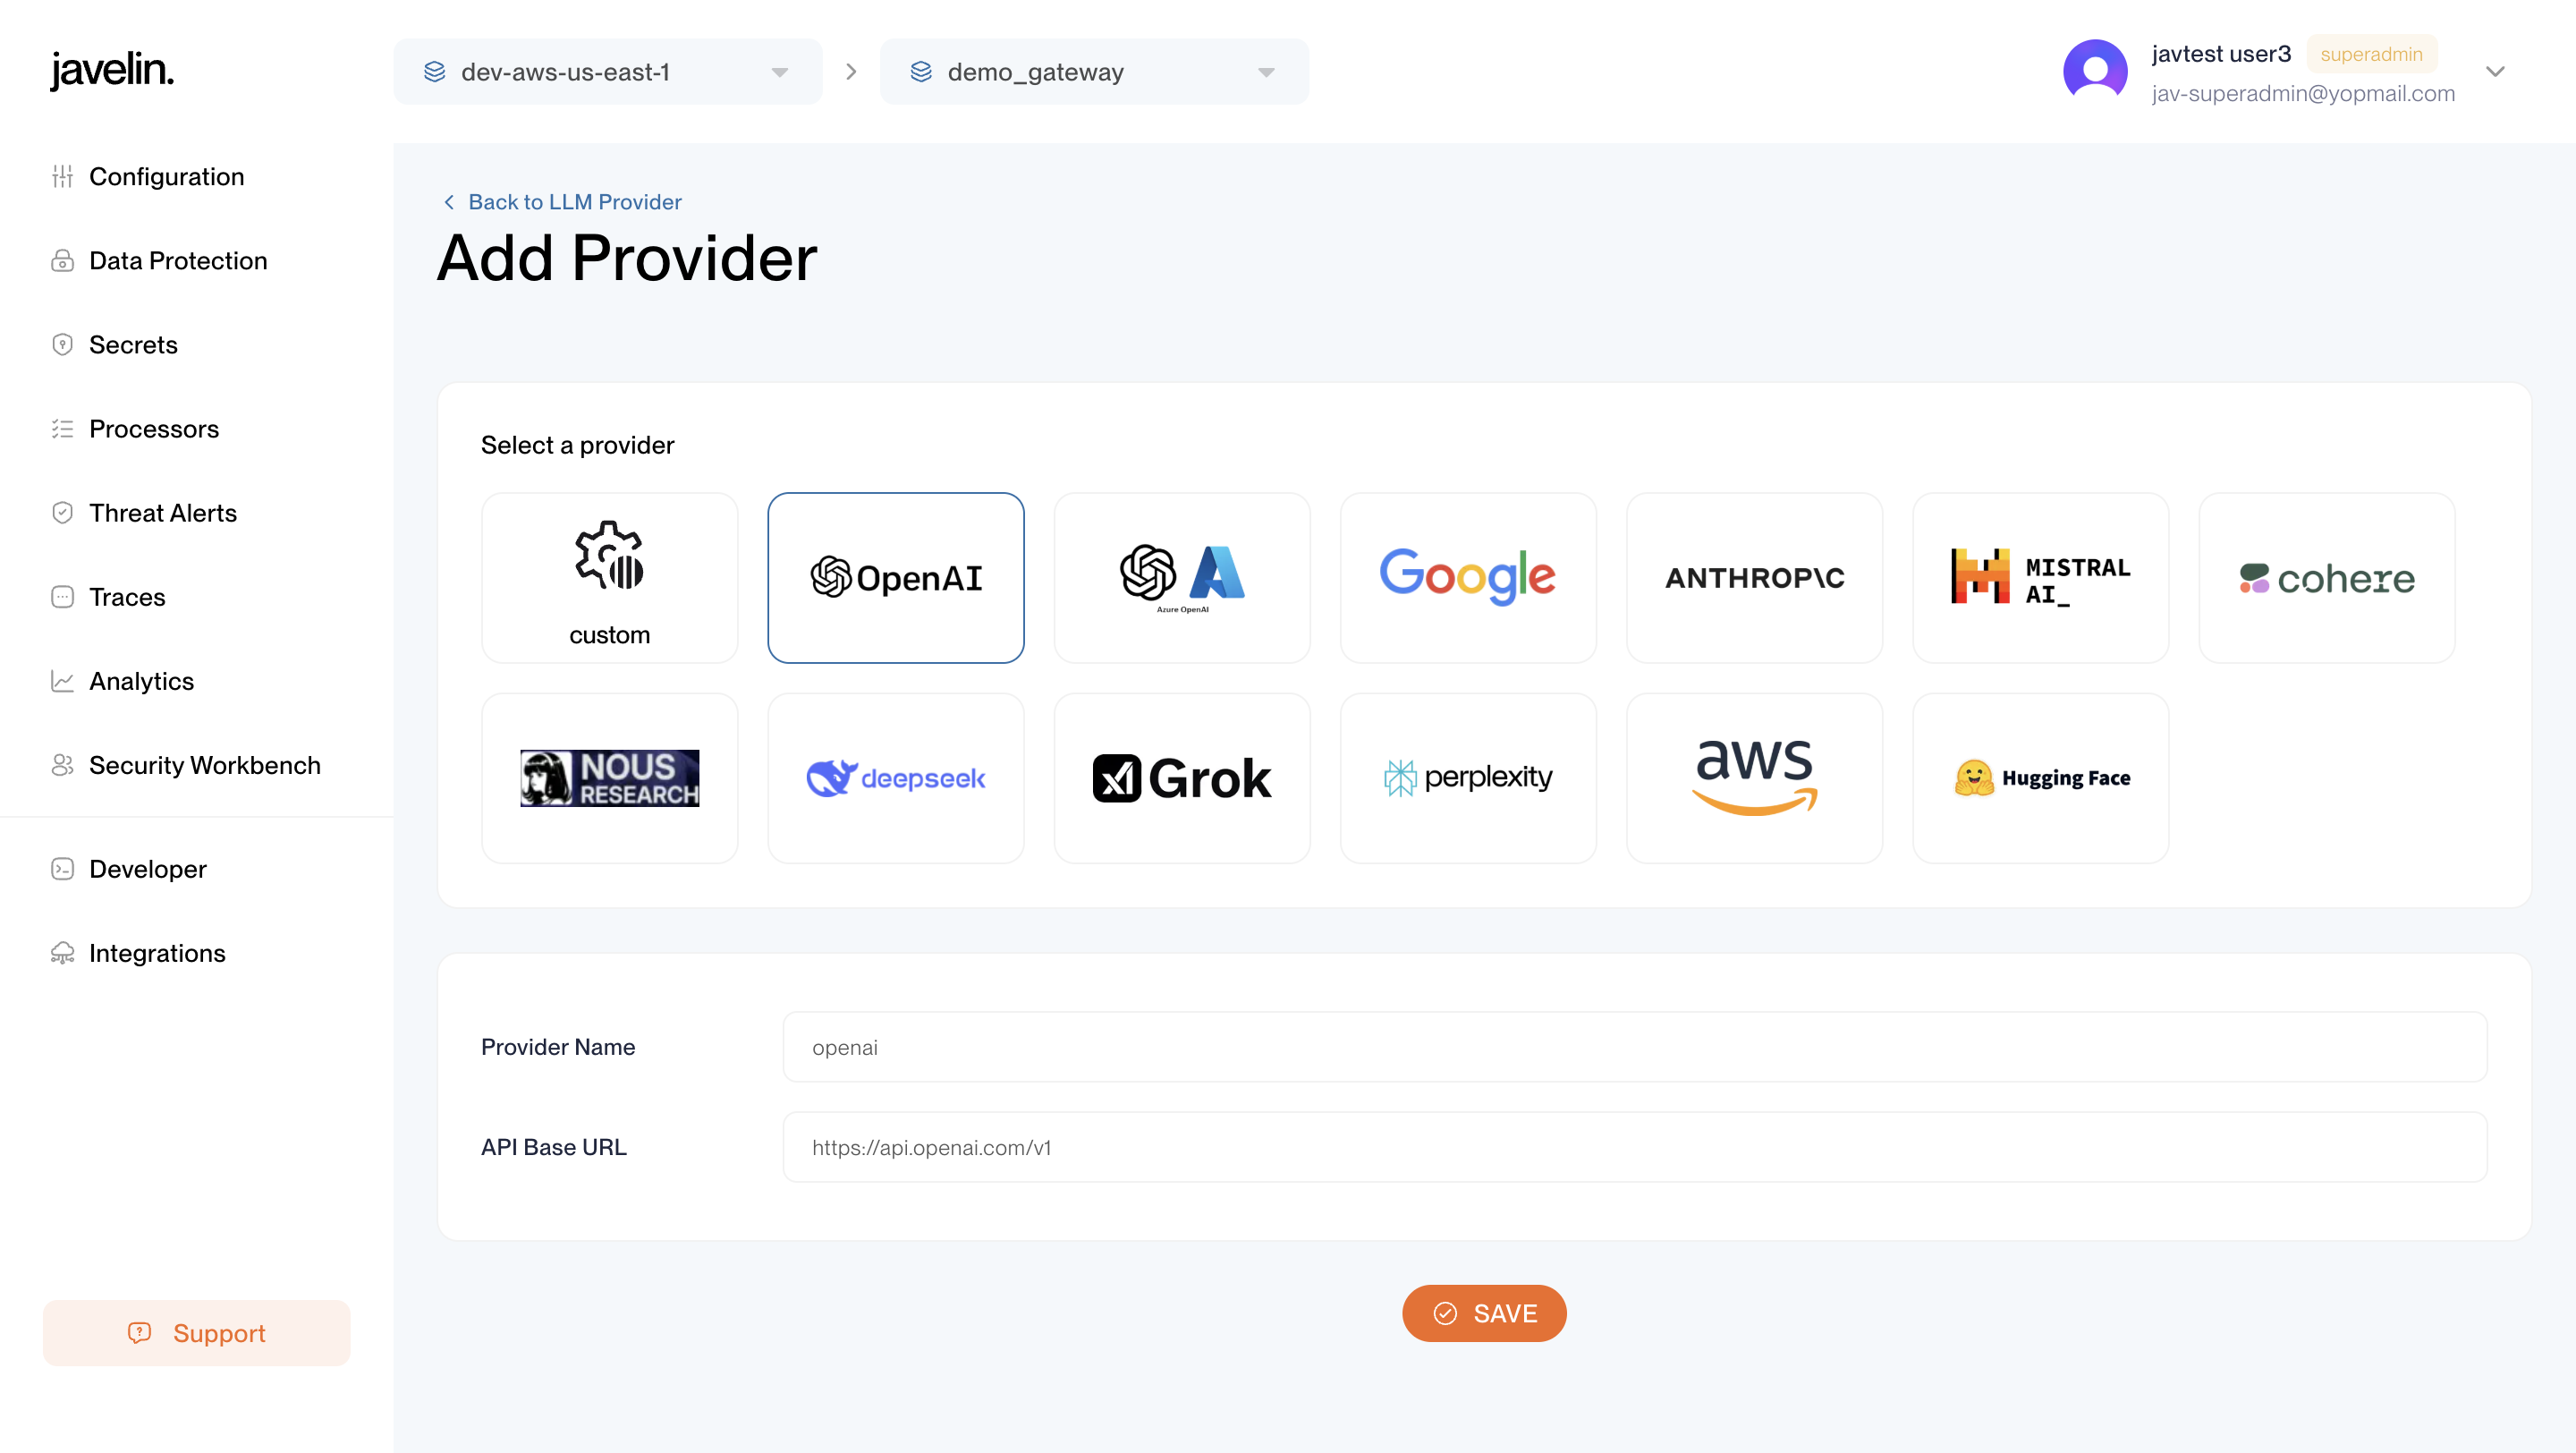 javelin.
dev-aws-us-east-1
demo_gateway
javtest user3 superadmin
jav-superadmin@yopmail.com
Configuration
Data Protection
Secrets
Processors
Threat Alerts
Traces
Analytics
Security Workbench
Developer
Integrations
Support
Back to LLM Provider
Add Provider
Select a provider
custom
OpenAI
Azure OpenAI
Google
ANTHROP\C
MISTRAL
AI_
cohere
NOUS
RESEARCH
deepseek
xI Grok
perplexity
aws
Hugging Face
Provider Name
openai
API Base URL
https://api.openai.com/v1
SAVE